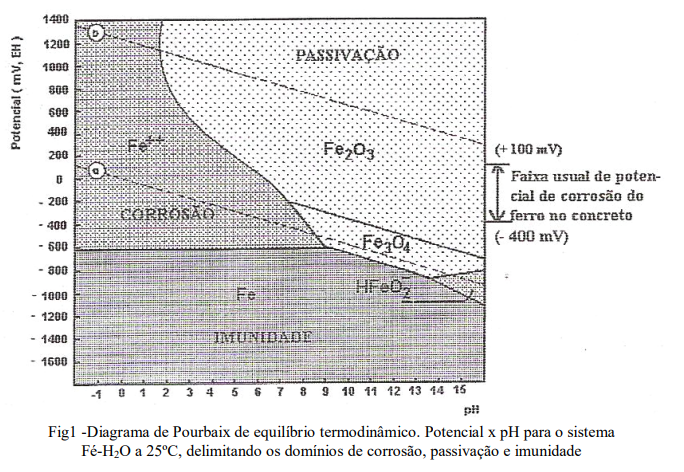 Potencial ( mV, EH )
1400
1200
1000
800
600
400
200
0
- 200
- 400
- 600
- 800
- 1000
- 1200
- 1400
- 1600
b
PASSIVAÇÃO
Fe++
Fe2O3
a
CORROSÃO
Fe3O4
HFeO2-
Fe
IMUNIDADE
(+100 mV)
Faixa usual de poten-
cial de corrosão do
ferro no concreto
(- 400 mV)
-1 0 1 2 3 4 5 6 7 8 9 10 11 12 13 14 15
pH
Fig1 -Diagrama de Pourbaix de equilíbrio termodinâmico. Potencial x pH para o sistema
Fé-H2O a 25ºC, delimitando os domínios de corrosão, passivação e imunidade